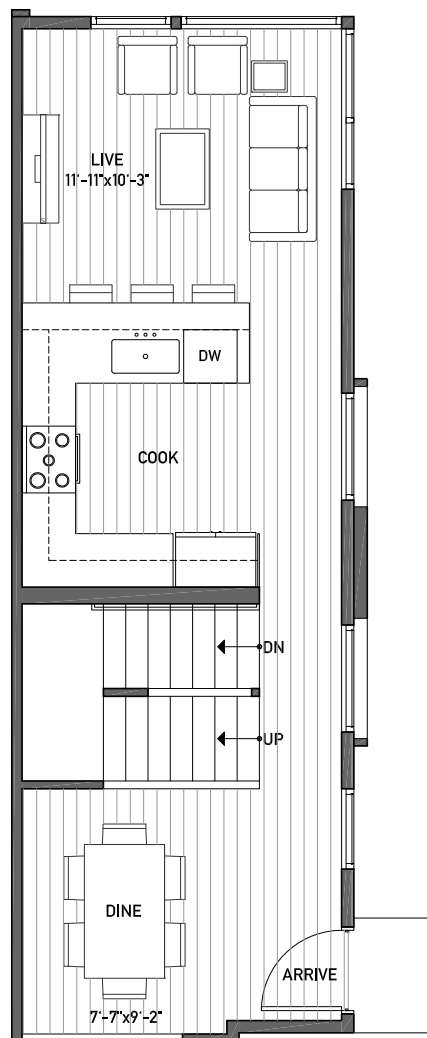 LIVE
11'-11"x10'-3"
DW
COOK
DN
UP
DINE
ARRIVE
7'-7"x9'-2"